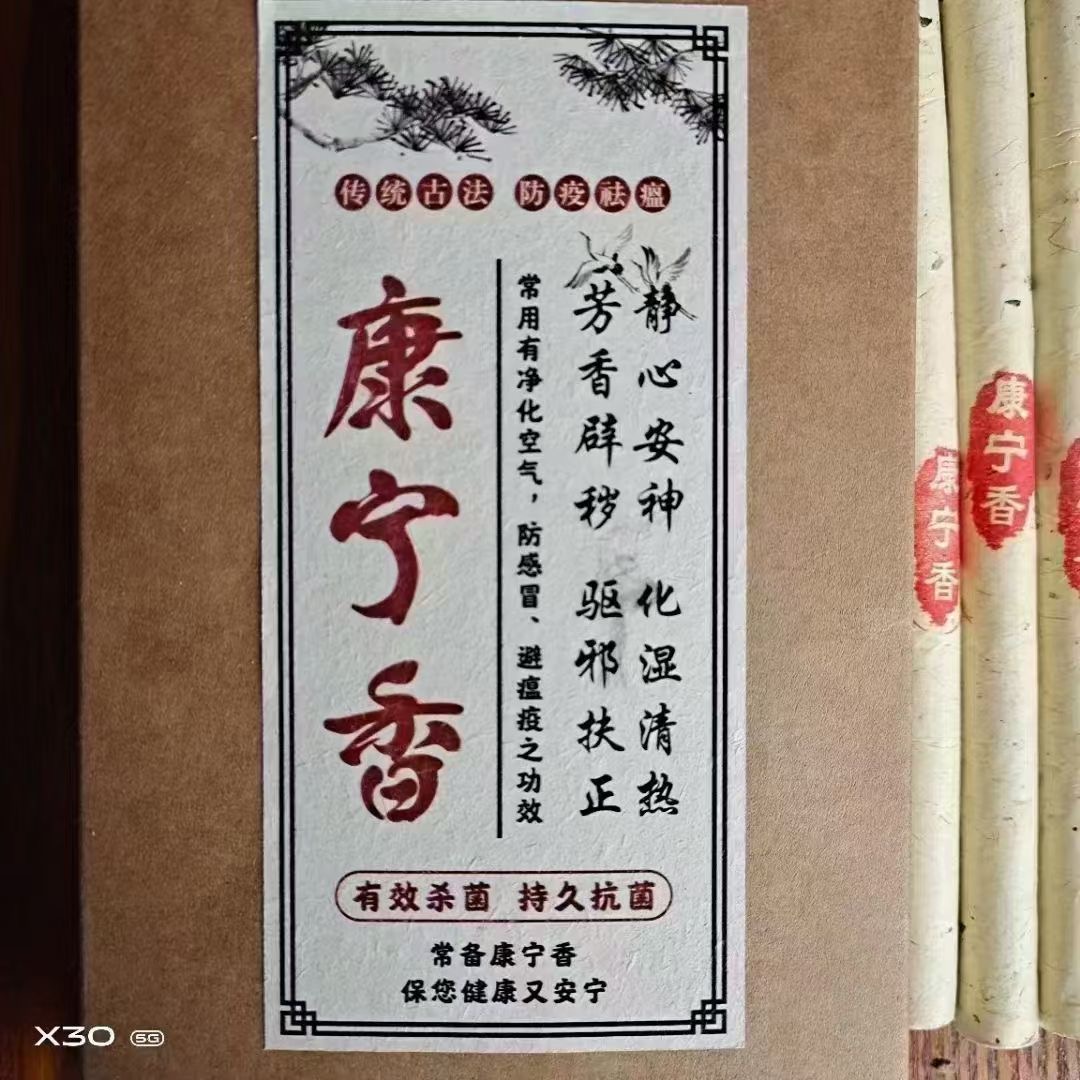 传统古法 防疫祛瘟
静心安神 化湿清热
芳香辟秽 驱邪扶正
常用有净化空气，防感冒、避瘟疫之功效
康宁香
有效杀菌 持久抗菌
常备康宁香
保您健康又安宁
康宁香
康宁香
X30 5G